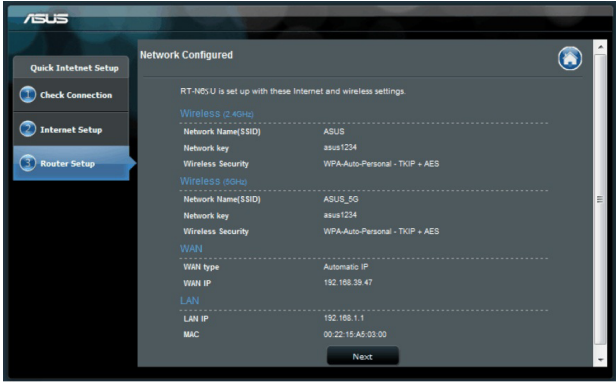 ASUS
Quick Intetnet Setup
1 Check Connection
2 Internet Setup
3 Router Setup
Network Configured
RT-N65U is set up with these Internet and wireless settings.
Wireless (2.4GHz)
Network Name(SSID) ASUS
Network key asus1234
Wireless Security WPA-Auto-Personal - TKIP + AES
Wireless (5GHz)
Network Name(SSID) ASUS_5G
Network key asus1234
Wireless Security WPA-Auto-Personal - TKIP + AES
WAN
WAN type Automatic IP
WAN IP 192.168.39.47
LAN
LAN IP 192.168.1.1
MAC 00:22:15:A5:03:00
Next